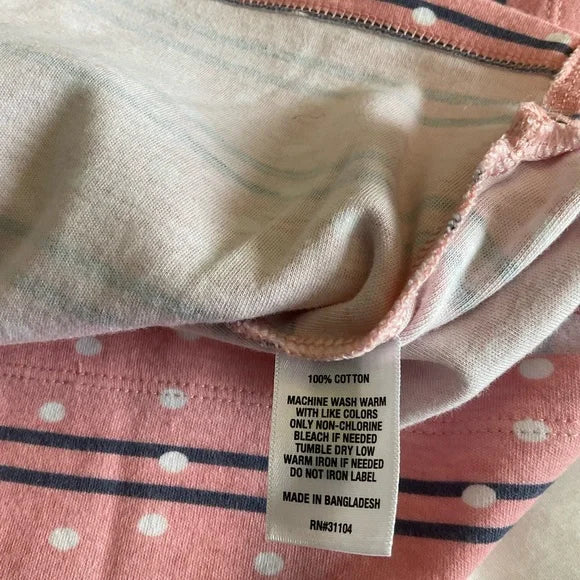 100% COTTON
MACHINE WASH WARM
WITH LIKE COLORS
ONLY NON-CHLORINE
BLEACH IF NEEDED
TUMBLE DRY LOW
WARM IRON IF NEEDED
DO NOT IRON LABEL
MADE IN BANGLADESH
RN#31104